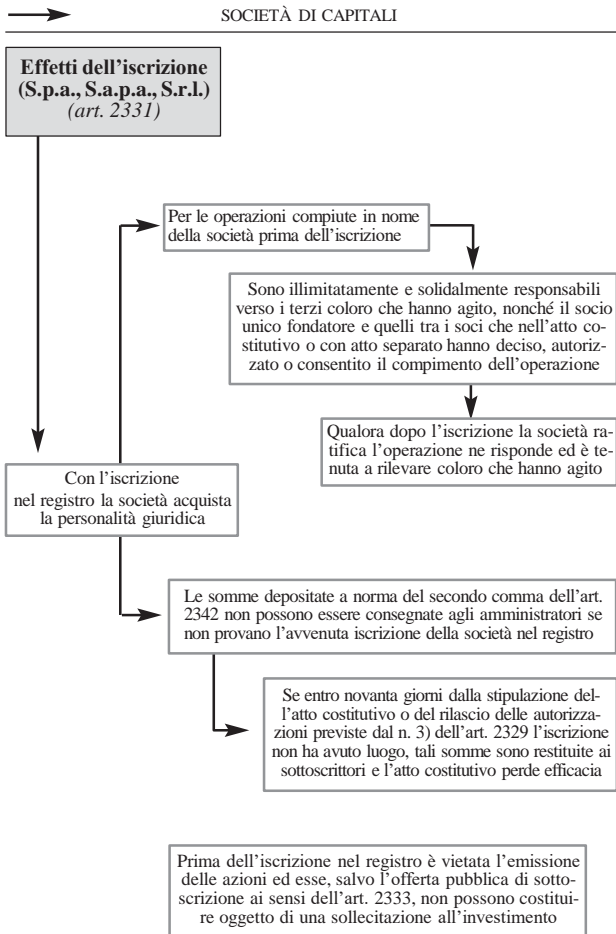 SOCIETÀ DI CAPITALI
Effetti dell'iscrizione
(S.p.a., S.a.p.a., S.r.l.)
(art. 2331)
Per le operazioni compiute in nome
della società prima dell'iscrizione
Sono illimitatamente e solidalmente responsabili
verso i terzi coloro che hanno agito, nonché il socio
unico fondatore e quelli tra i soci che nell'atto co-
stitutivo o con atto separato hanno deciso, autoriz-
zato o consentito il compimento dell'operazione
Qualora dopo l'iscrizione la società ra-
tifica l'operazione ne risponde ed è te-
nuta a rilevare coloro che hanno agito
Con l'iscrizione
nel registro la società acquista
la personalità giuridica
Le somme depositate a norma del secondo comma dell'art.
2342 non possono essere consegnate agli amministratori se
non provano l'avvenuta iscrizione della società nel registro
Se entro novanta giorni dalla stipulazione del-
l'atto costitutivo o del rilascio delle autorizza-
zioni previste dal n. 3) dell'art. 2329 l'iscrizione
non ha avuto luogo, tali somme sono restituite ai
sottoscrittori e l'atto costitutivo perde efficacia
Prima dell'iscrizione nel registro è vietata l'emissione
delle azioni ed esse, salvo l'offerta pubblica di sotto-
scrizione ai sensi dell'art. 2333, non possono costitui-
re oggetto di una sollecitazione all'investimento